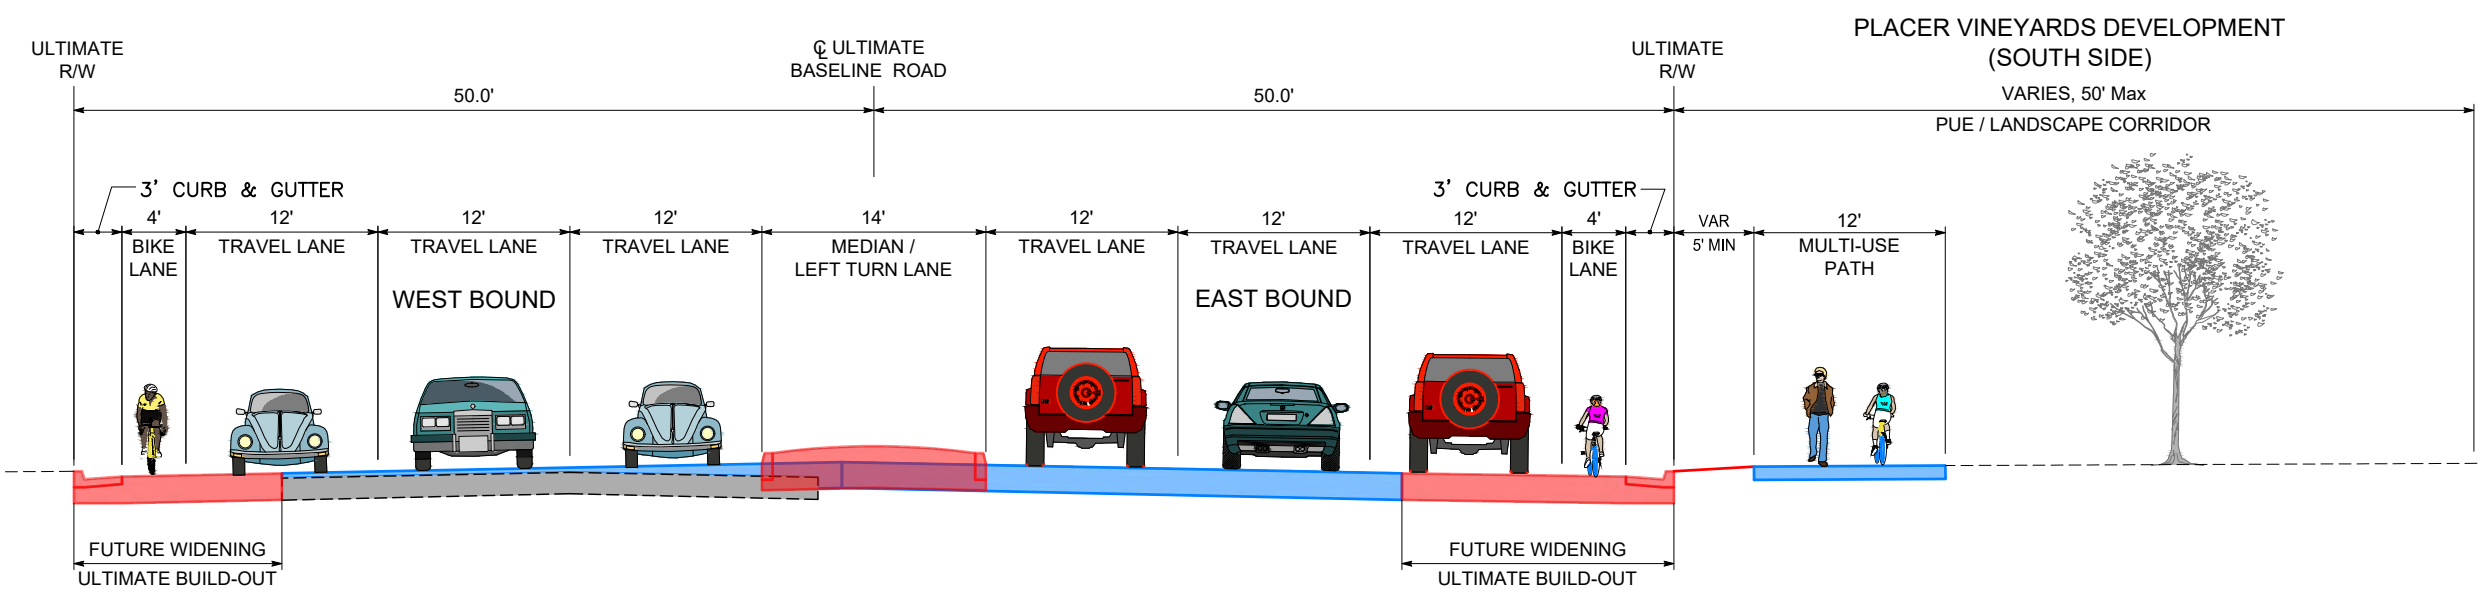 PLACER VINEYARDS DEVELOPMENT
(SOUTH SIDE)
ULTIMATE
R/W
℄ ULTIMATE
BASELINE ROAD
ULTIMATE
R/W
50.0'
50.0'
VARIES, 50' Max
PUE / LANDSCAPE CORRIDOR
3' CURB & GUTTER
3' CURB & GUTTER
4'
BIKE
LANE
12'
TRAVEL LANE
12'
TRAVEL LANE
12'
TRAVEL LANE
14'
MEDIAN /
LEFT TURN LANE
12'
TRAVEL LANE
12'
TRAVEL LANE
12'
TRAVEL LANE
4'
BIKE
LANE
VAR
5' MIN
12'
MULTI-USE
PATH
WEST BOUND
EAST BOUND
FUTURE WIDENING
ULTIMATE BUILD-OUT
FUTURE WIDENING
ULTIMATE BUILD-OUT